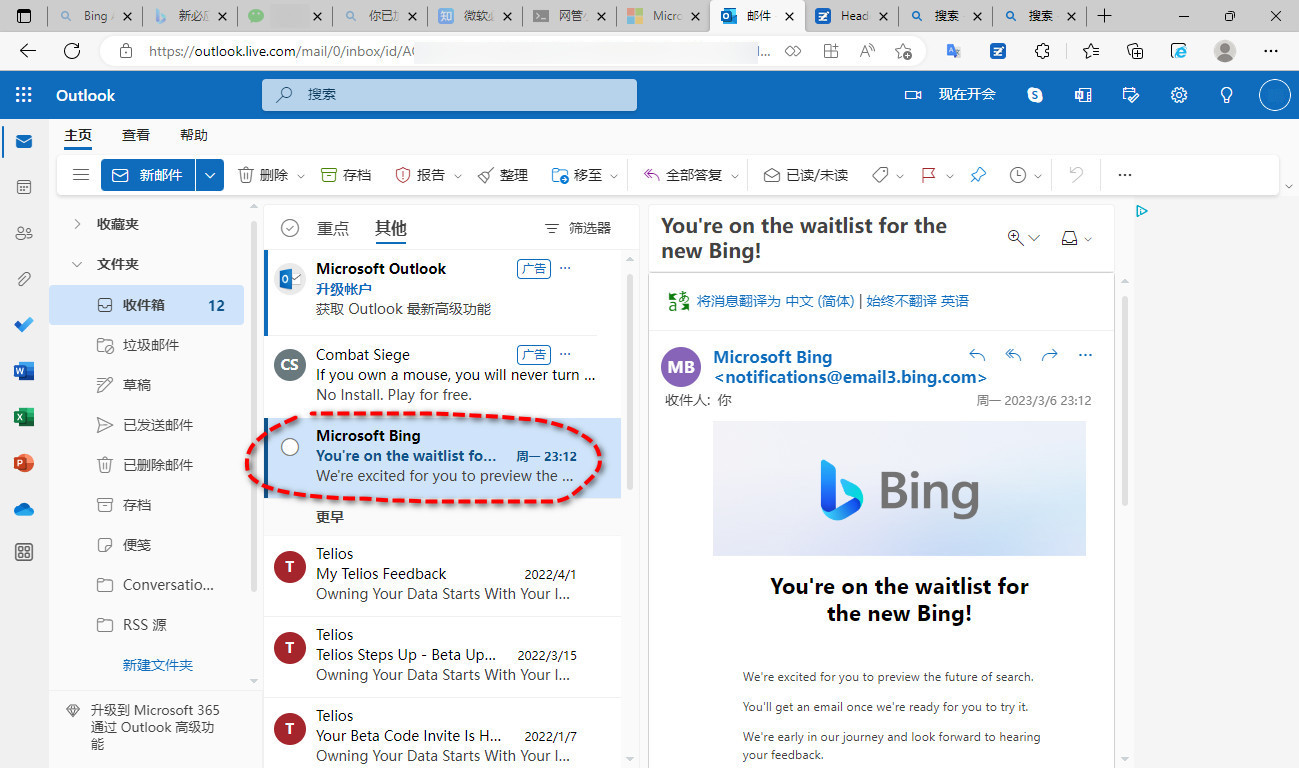 Bing
新必应
你已加
微软必
网管小
Micro
邮件
Head
搜索
搜索
https://outlook.live.com/mail/0/inbox/id/A
Outlook
搜索
现在开会
主页 查看 帮助
新邮件 删除 存档 报告 整理 移至 全部答复 已读/未读
收藏夹
文件夹
收件箱 12
垃圾邮件
草稿
已发送邮件
已删除邮件
存档
便笺
Conversatio...
RSS 源
新建文件夹
升级到 Microsoft 365
通过 Outlook 高级功
能
重点 其他 筛选器
Microsoft Outlook 广告
升级帐户
获取 Outlook 最新高级功能
CS
Combat Siege 广告
If you own a mouse, you will never turn ...
No Install. Play for free.
Microsoft Bing
You're on the waitlist fo... 周一 23:12
We're excited for you to preview the ...
更早
T
Telios
My Telios Feedback 2022/4/1
Owning Your Data Starts With Your I...
T
Telios
Telios Steps Up - Beta Up... 2022/3/15
Owning Your Data Starts With Your I...
T
Telios
Your Beta Code Invite Is H... 2022/1/7
Owning Your Data Starts With Your I...
You're on the waitlist for the
new Bing!
将消息翻译为 中文 (简体) | 始终不翻译 英语
MB
Microsoft Bing
<notifications@email3.bing.com>
收件人: 你 周一 2023/3/6 23:12
Bing
You're on the waitlist for
the new Bing!
We're excited for you to preview the future of search.
You'll get an email once we're ready for you to try it.
We're early in our journey and look forward to hearing
your feedback.